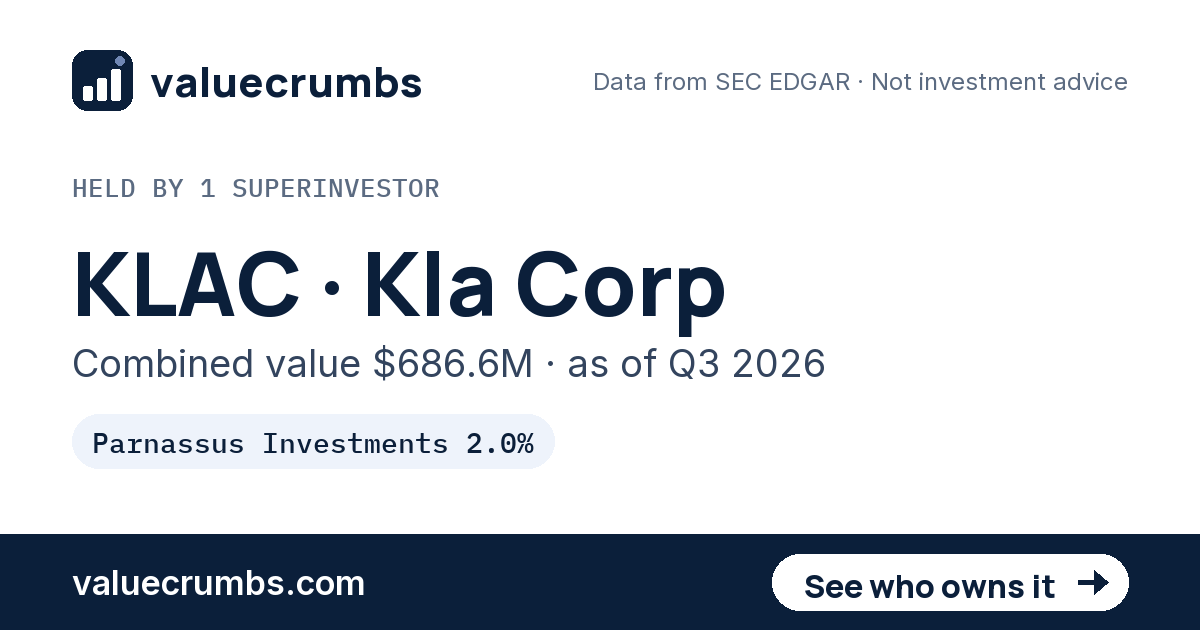 valuecrumbs
Data from SEC EDGAR · Not investment advice
HELD BY 1 SUPERINVESTOR
KLAC · Kla Corp
Combined value $686.6M · as of Q3 2026
Parnassus Investments 2.0%
valuecrumbs.com
See who owns it →